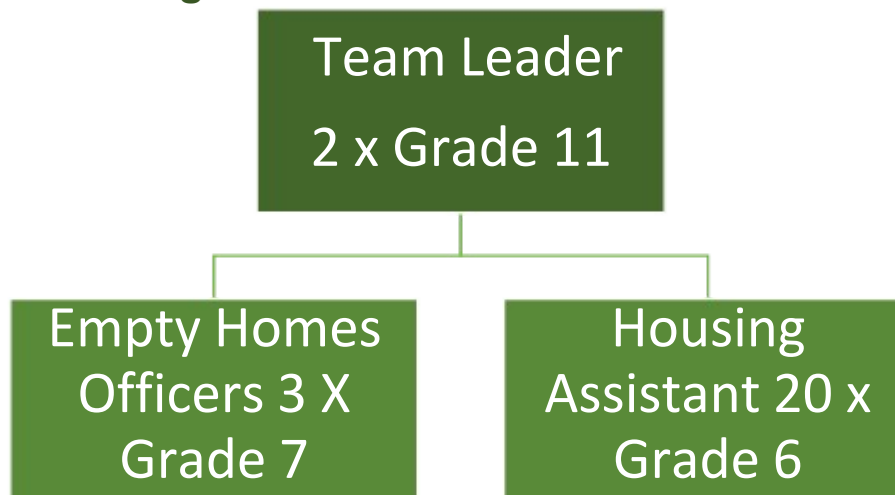 Team Leader
2 x Grade 11
Empty Homes
Officers 3 X
Grade 7
Housing
Assistant 20 x
Grade 6